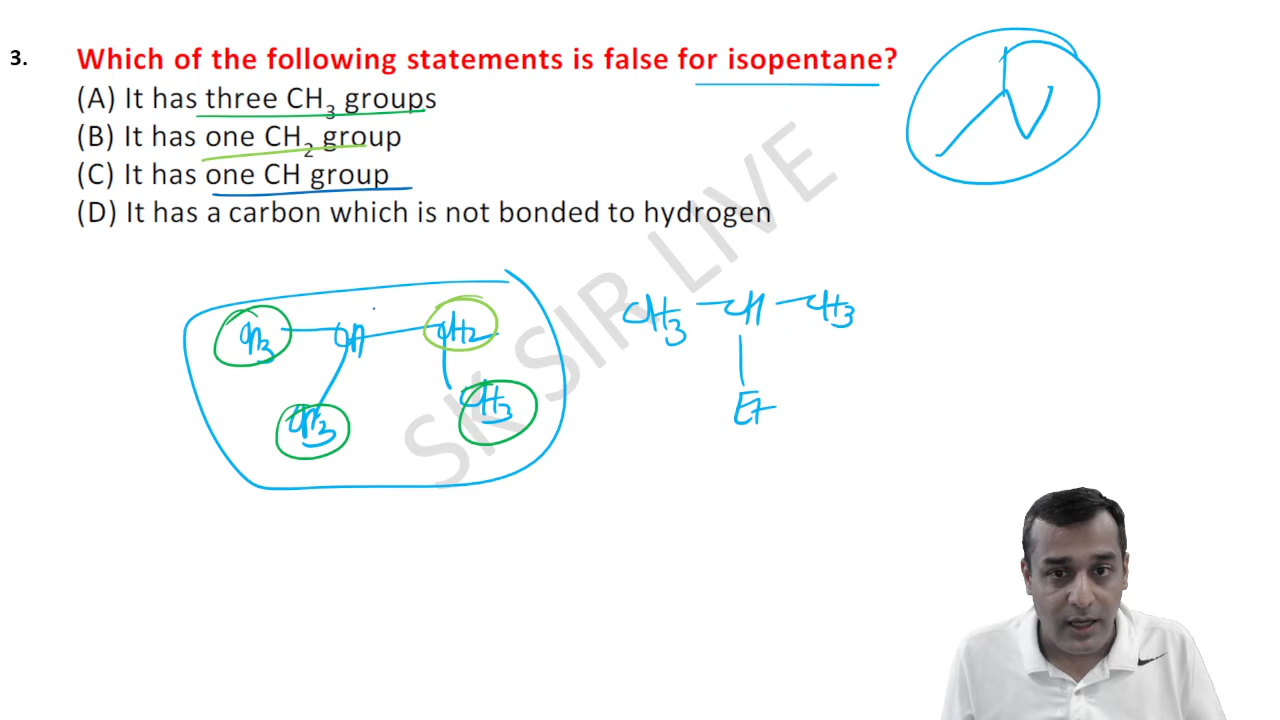 3. Which of the following statements is false for isopentane?
(A) It has three CH₃ groups
(B) It has one CH₂ group
(C) It has one CH group
(D) It has a carbon which is not bonded to hydrogen
CH₃ — CH — CH₂
CH₃ CH₃
CH₃ — CH — CH₃
Et
SK SIR LIVE